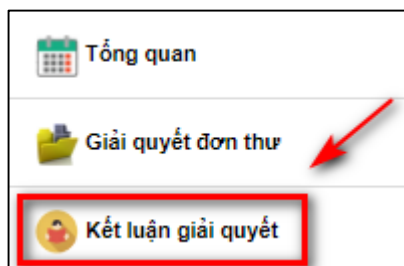 Tổng quan
Giải quyết đơn thư
Kết luận giải quyết